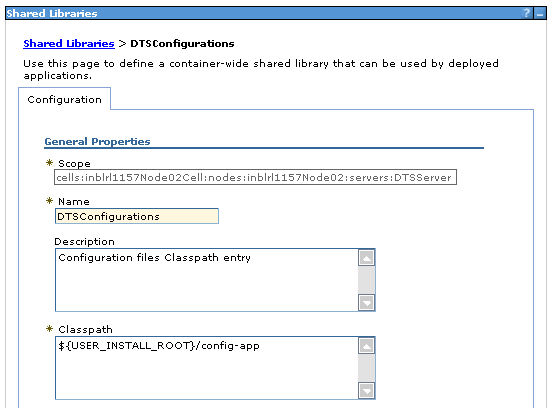 Shared Libraries ? –
Shared Libraries > DTSConfigurations
Use this page to define a container-wide shared library that can be used by deployed
applications.
Configuration
General Properties
* Scope
cells:inblrl1157Node02Cell:nodes:inblrl1157Node02:servers:DTSServer
* Name
DTSConfigurations
Description
Configuration files Classpath entry
* Classpath
${USER_INSTALL_ROOT}/config-app